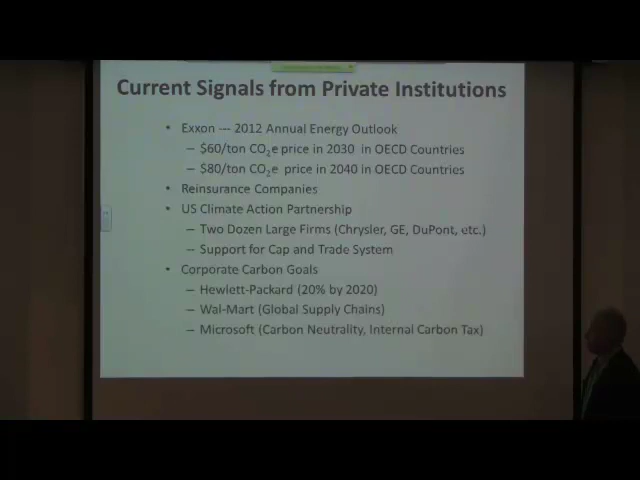 Current Signals from Private Institutions
• Exxon --- 2012 Annual Energy Outlook
– $60/ton CO₂e price in 2030 in OECD Countries
– $80/ton CO₂e price in 2040 in OECD Countries
• Reinsurance Companies
• US Climate Action Partnership
– Two Dozen Large Firms (Chrysler, GE, DuPont, etc.)
– Support for Cap and Trade System
• Corporate Carbon Goals
– Hewlett-Packard (20% by 2020)
– Wal-Mart (Global Supply Chains)
– Microsoft (Carbon Neutrality, Internal Carbon Tax)